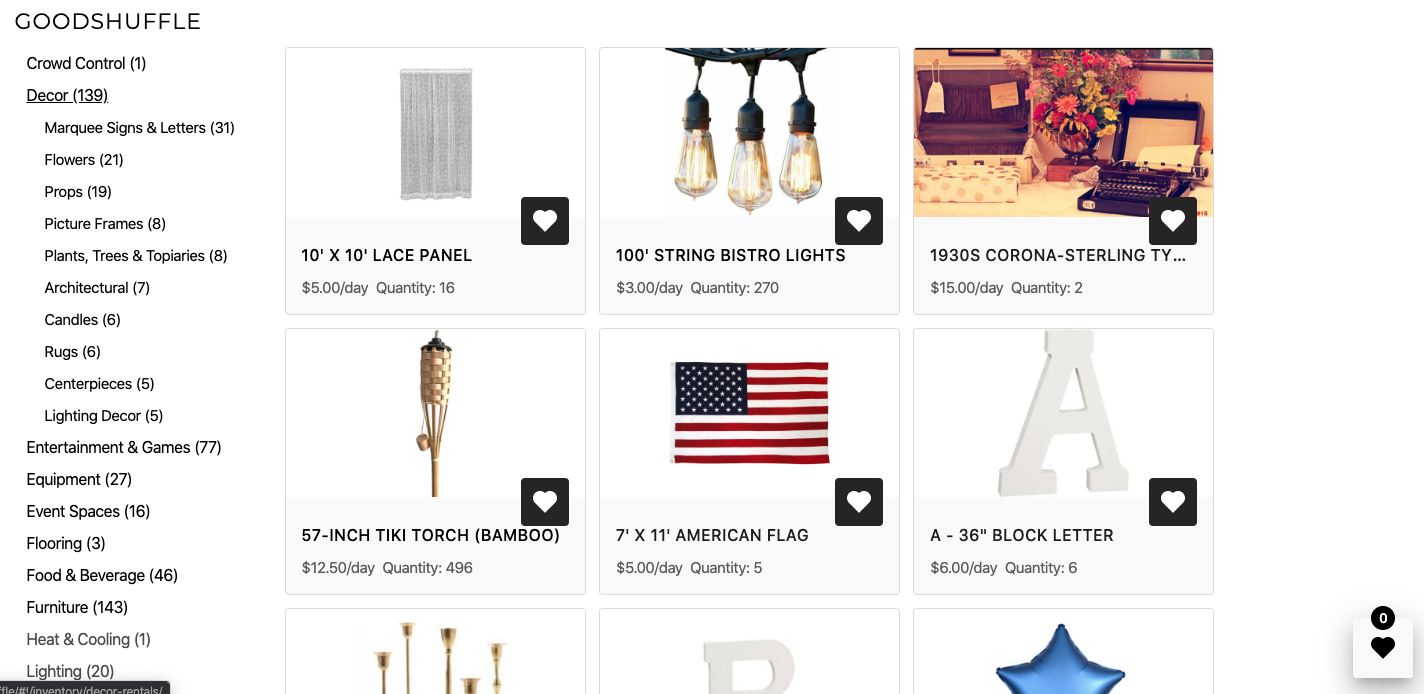 GOODSHUFFLE
Crowd Control (1)
Decor (139)
Marquee Signs & Letters (31)
Flowers (21)
Props (19)
Picture Frames (8)
Plants, Trees & Topiaries (8)
Architectural (7)
Candles (6)
Rugs (6)
Centerpieces (5)
Lighting Decor (5)
Entertainment & Games (77)
Equipment (27)
Event Spaces (16)
Flooring (3)
Food & Beverage (46)
Furniture (143)
Heat & Cooling (1)
Lighting (20)
ffle/#!/inventory/decor-rentals/
10' X 10' LACE PANEL
$5.00/day Quantity: 16
100' STRING BISTRO LIGHTS
$3.00/day Quantity: 270
1930S CORONA-STERLING TY...
$15.00/day Quantity: 2
57-INCH TIKI TORCH (BAMBOO)
$12.50/day Quantity: 496
7' X 11' AMERICAN FLAG
$5.00/day Quantity: 5
A
A - 36" BLOCK LETTER
$6.00/day Quantity: 6
B
0